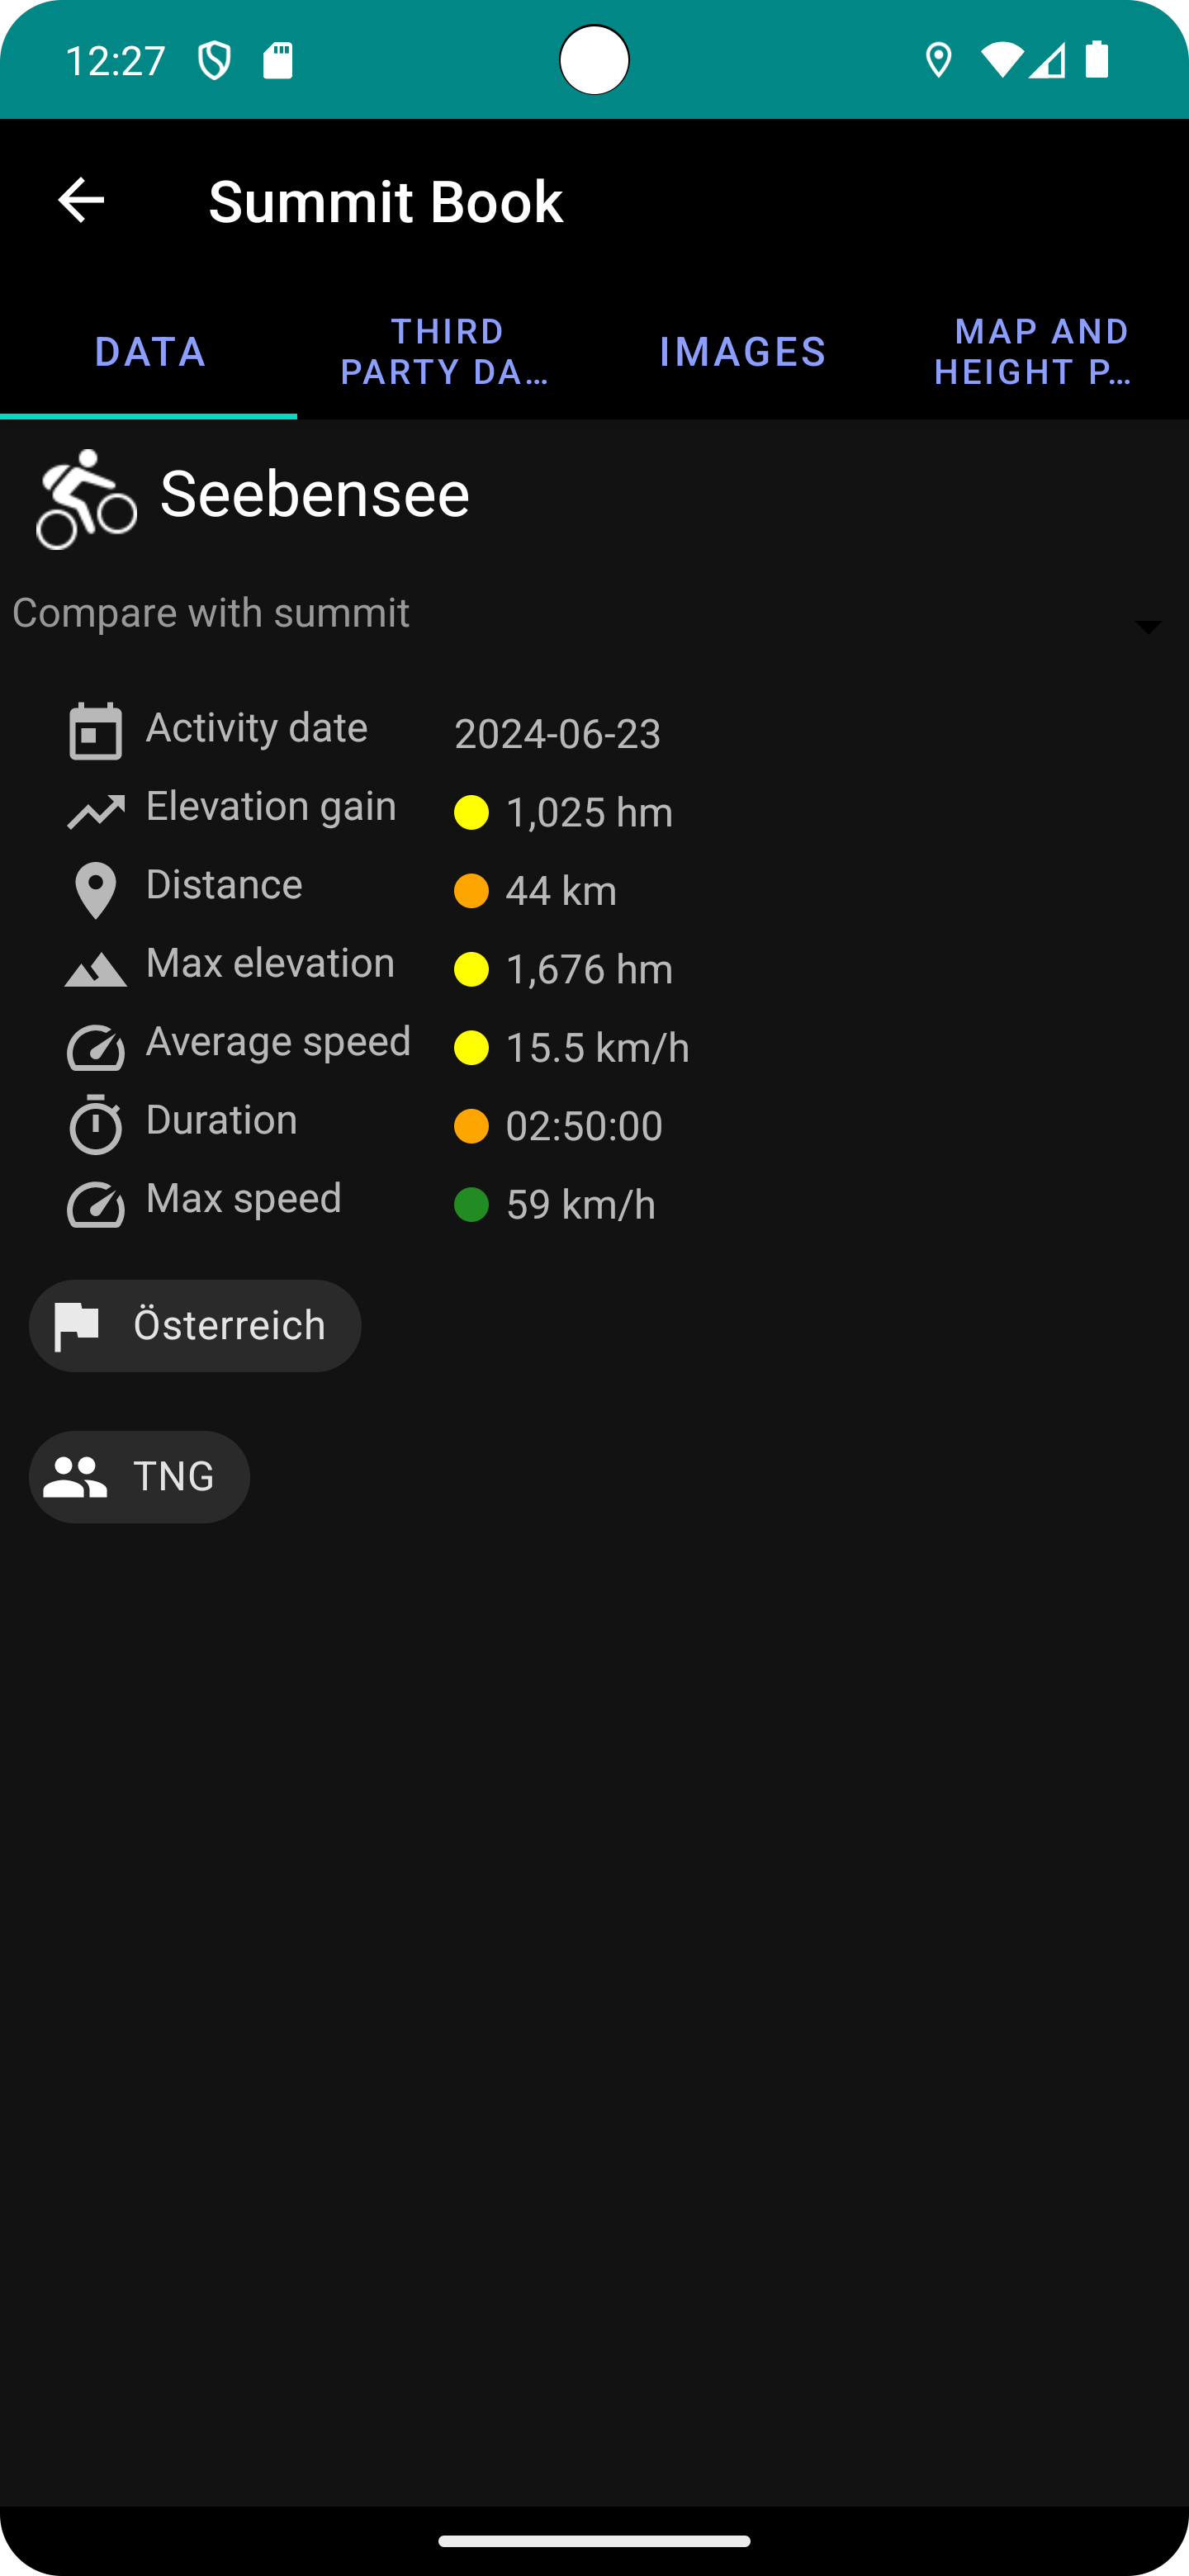 12:27
Summit Book
DATA
THIRD
PARTY DA…
IMAGES
MAP AND
HEIGHT P…
Seebensee
Compare with summit
Activity date 2024-06-23
Elevation gain 1,025 hm
Distance 44 km
Max elevation 1,676 hm
Average speed 15.5 km/h
Duration 02:50:00
Max speed 59 km/h
Österreich
TNG